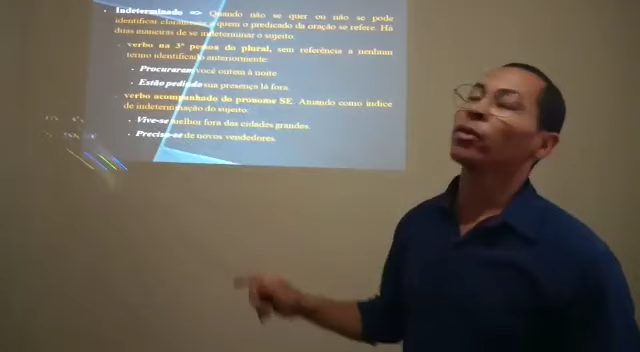 Indeterminado => Quando não se quer ou não se pode
identificar claramente a quem o predicado da oração se refere. Há
duas maneiras de se indeterminar o sujeito:
verbo na 3ª pessoa do plural, sem referência a nenhum
termo identificado anteriormente:
Procuraram você ontem à noite
Estão pedindo sua presença lá fora.
verbo acompanhado do pronome SE. Atuando como índice
de indeterminação do sujeito:
Vive-se melhor fora das cidades grandes.
Precisa-se de novos vendedores.